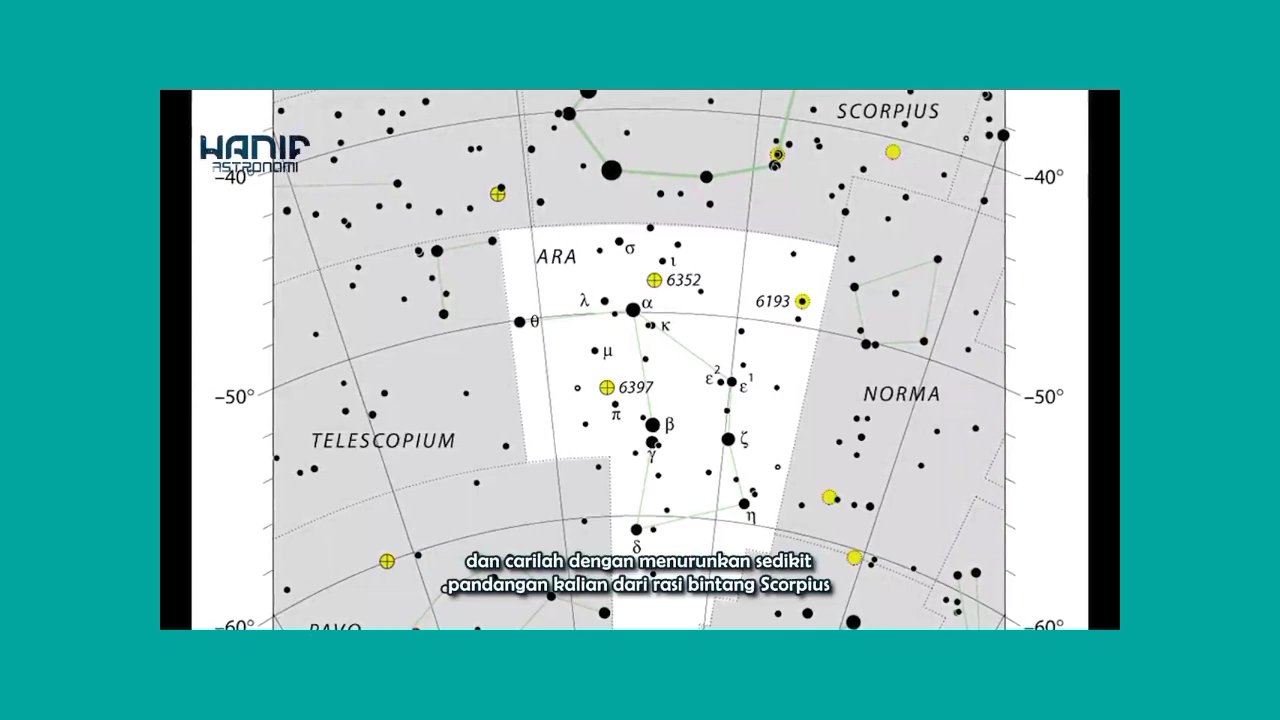 SCORPIUS
HANIF
ASTRONOMI
–40° –40°
ARA
σ
ι
6352
6193
λ
α
θ
κ
μ
ε² ε¹
6397
–50° –50°
NORMA
π
β
ζ
TELESCOPIUM
γ
η
δ
dan carilah dengan menurunkan sedikit
pandangan kalian dari rasi bintang Scorpius
–60° –60°
PAVO